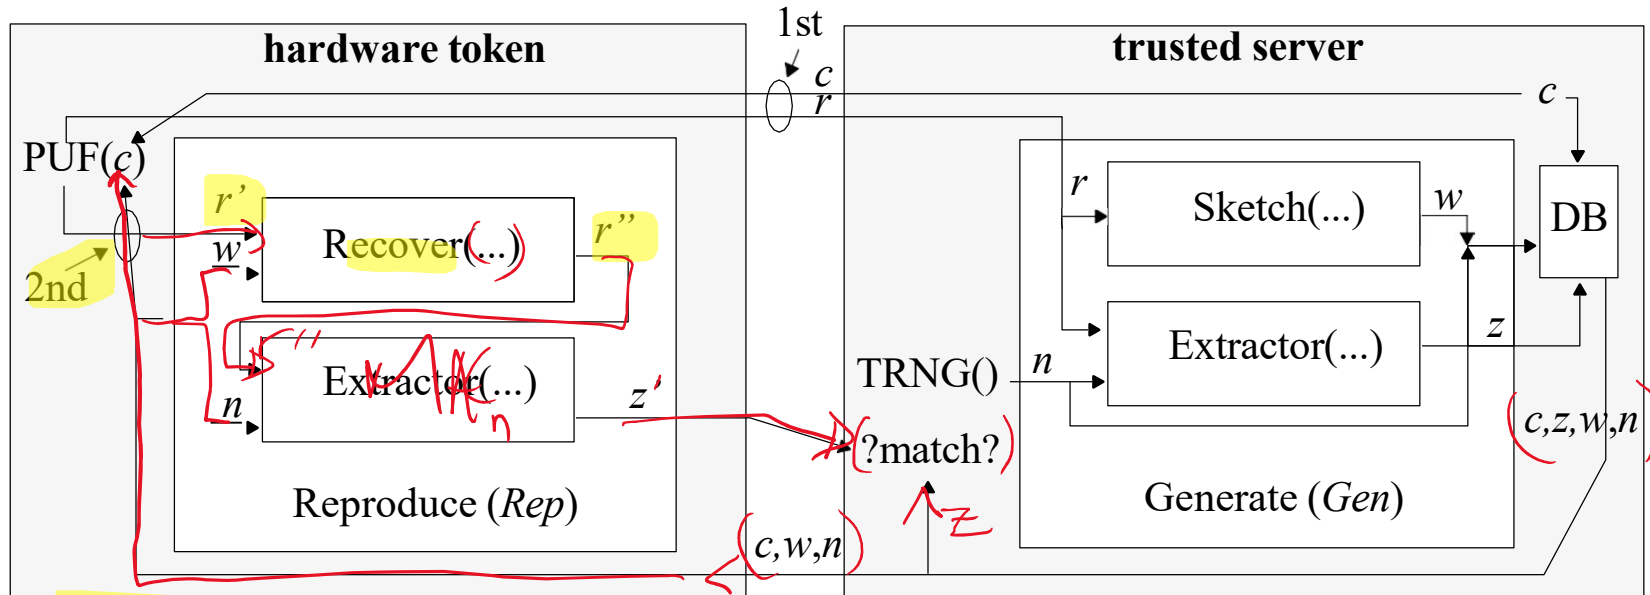 1st
hardware token
trusted server
c
r
c
PUF(c)
r’
r
w
Sketch(...)
DB
Recover(...)
r”
w
2nd
z
Extractor(...)
TRNG()
n
Extractor(...)
n
n
z’
c,z,w,n
?match?
z
Reproduce (Rep)
Generate (Gen)
c,w,n